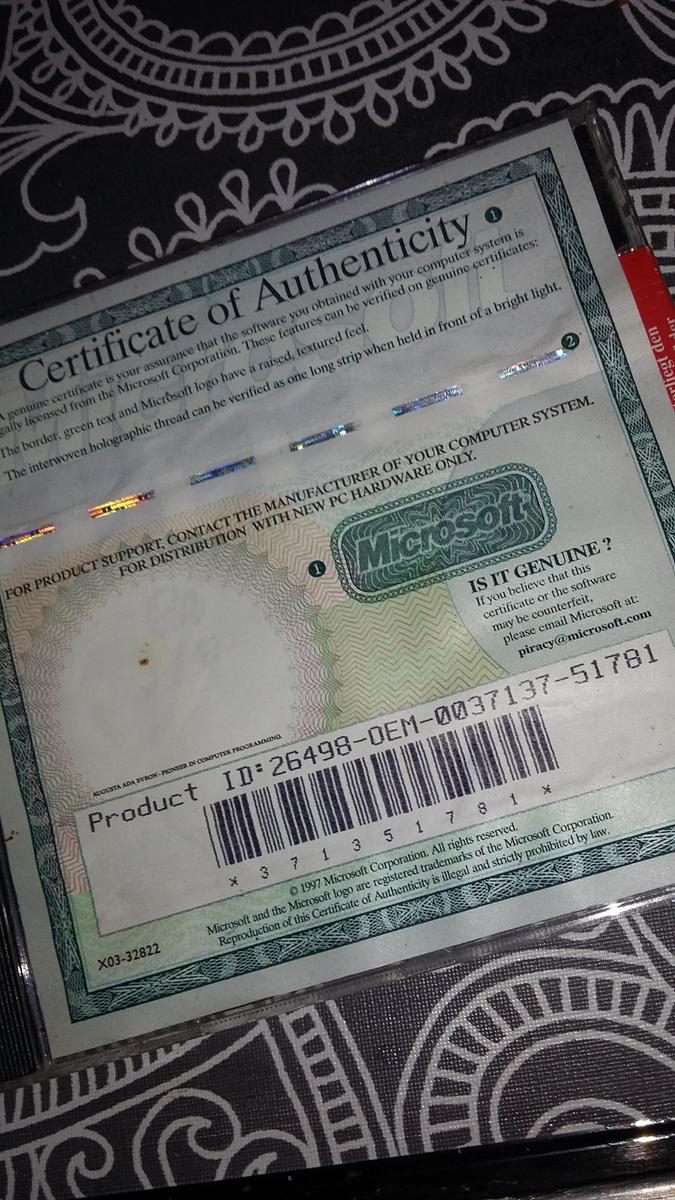 Certificate of Authenticity 1
A genuine certificate is your assurance that the software you obtained with your computer system is
gally licensed from the Microsoft Corporation. These features can be verified on genuine certificates:
The border, green text and Microsoft logo have a raised, textured feel.
The interwoven holographic thread can be verified as one long strip when held in front of a bright light.
2
FOR PRODUCT SUPPORT, CONTACT THE MANUFACTURER OF YOUR COMPUTER SYSTEM.
FOR DISTRIBUTION WITH NEW PC HARDWARE ONLY.
1
Microsoft
IS IT GENUINE ?
If you believe that this
certificate or the software
may be counterfeit,
please email Microsoft at:
piracy@microsoft.com
AUGUSTA ADA BYRON - PIONEER IN COMPUTER PROGRAMMING.
Product ID:26498-OEM-0037137-51781
* 3 7 1 3 5 1 7 8 1 *
© 1997 Microsoft Corporation. All rights reserved.
Microsoft and the Microsoft logo are registered trademarks of the Microsoft Corporation.
Reproduction of this Certificate of Authenticity is illegal and strictly prohibited by law.
X03-32822
Microsoft
den